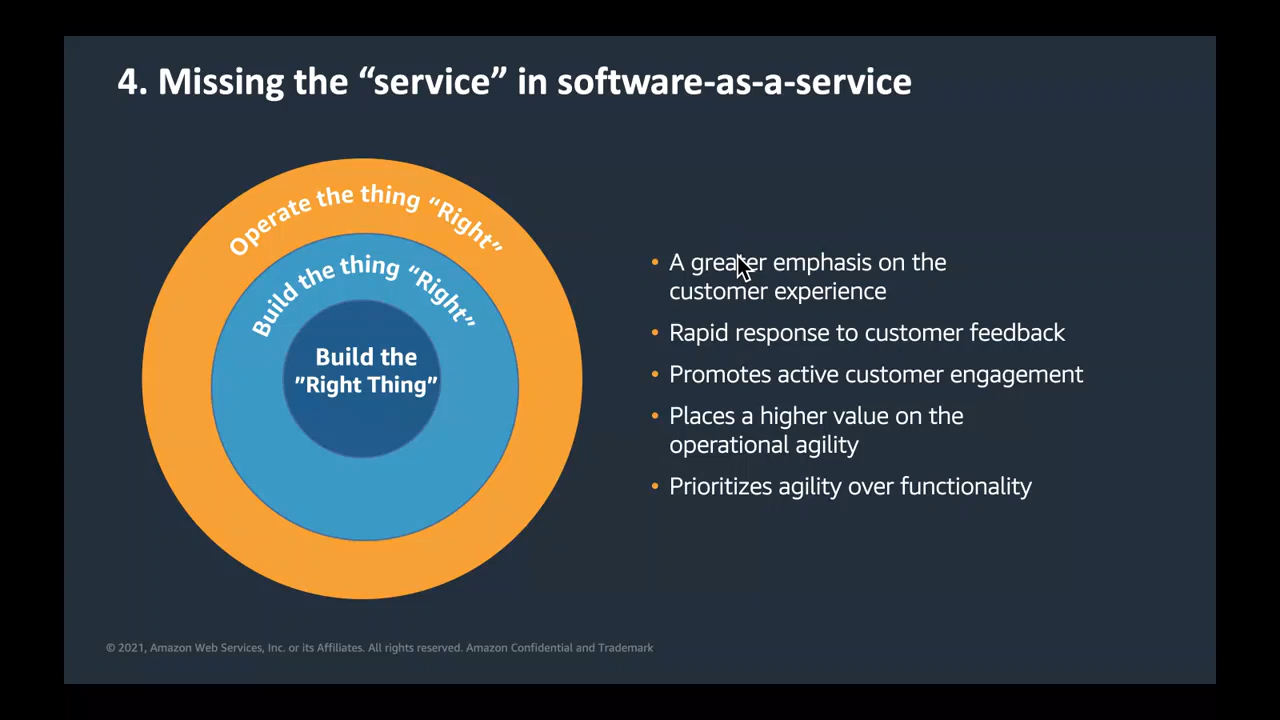 4. Missing the “service” in software-as-a-service
Operate the thing “Right”
Build the thing “Right”
Build the
”Right Thing”
• A greater emphasis on the
customer experience
• Rapid response to customer feedback
• Promotes active customer engagement
• Places a higher value on the
operational agility
• Prioritizes agility over functionality
© 2021, Amazon Web Services, Inc. or its Affiliates. All rights reserved. Amazon Confidential and Trademark